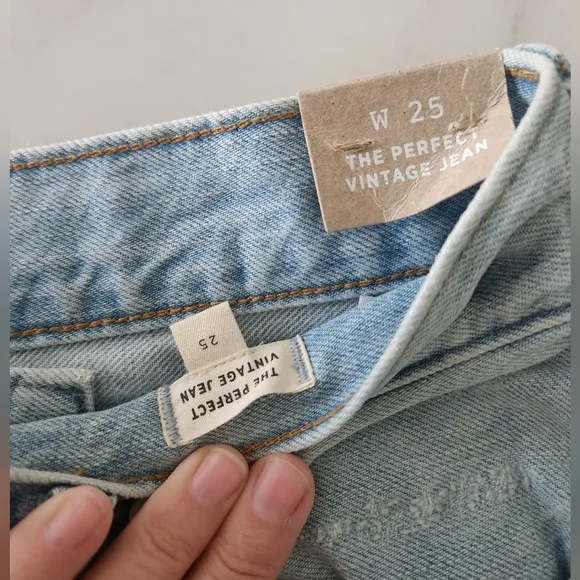 W 25
THE PERFECT
VINTAGE JEAN
25
THE PERFECT
VINTAGE JEAN